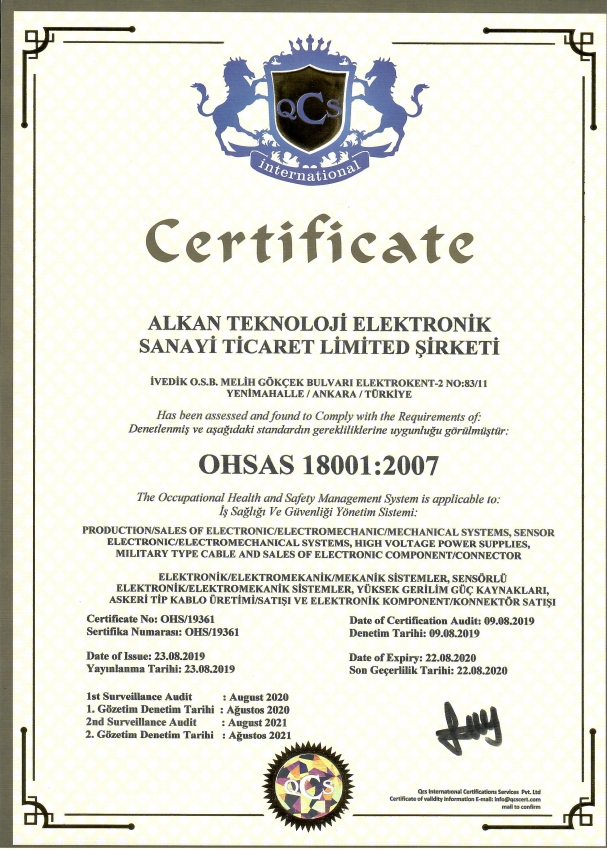 QCS
international
Certificate
ALKAN TEKNOLOJİ ELEKTRONİK
SANAYİ TİCARET LİMİTED ŞİRKETİ
İVEDİK O.S.B. MELİH GÖKÇEK BULVARI ELEKTROKENT-2 NO:83/11
YENİMAHALLE / ANKARA / TÜRKİYE
Has been assessed and found to Comply with the Requirements of:
Denetlenmiş ve aşağıdaki standardın gerekliliklerine uygunluğu görülmüştür:
OHSAS 18001:2007
The Occupational Health and Safety Management System is applicable to:
İş Sağlığı Ve Güvenliği Yönetim Sistemi:
PRODUCTION/SALES OF ELECTRONIC/ELECTROMECHANIC/MECHANICAL SYSTEMS, SENSOR
ELECTRONIC/ELECTROMECHANICAL SYSTEMS, HIGH VOLTAGE POWER SUPPLIES,
MILITARY TYPE CABLE AND SALES OF ELECTRONIC COMPONENT/CONNECTOR
ELEKTRONİK/ELEKTROMEKANİK/MEKANİK SİSTEMLER, SENSÖRLÜ
ELEKTRONİK/ELEKTROMEKANİK SİSTEMLER, YÜKSEK GERİLİM GÜÇ KAYNAKLARI,
ASKERİ TİP KABLO ÜRETİMİ/SATIŞI VE ELEKTRONİK KOMPONENT/KONNEKTÖR SATIŞI
Certificate No: OHS/19361 Date of Certification Audit: 09.08.2019
Sertifika Numarası: OHS/19361 Denetim Tarihi: 09.08.2019
Date of Issue: 23.08.2019 Date of Expiry: 22.08.2020
Yayınlanma Tarihi: 23.08.2019 Son Geçerlilik Tarihi: 22.08.2020
1st Surveillance Audit : August 2020
1. Gözetim Denetim Tarihi : Ağustos 2020
2nd Surveillance Audit : August 2021
2. Gözetim Denetim Tarihi : Ağustos 2021
QCS
Qcs International Certifications Services Pvt. Ltd
Certificate of validity information E-mail: info@qcscert.com
mail to confirm